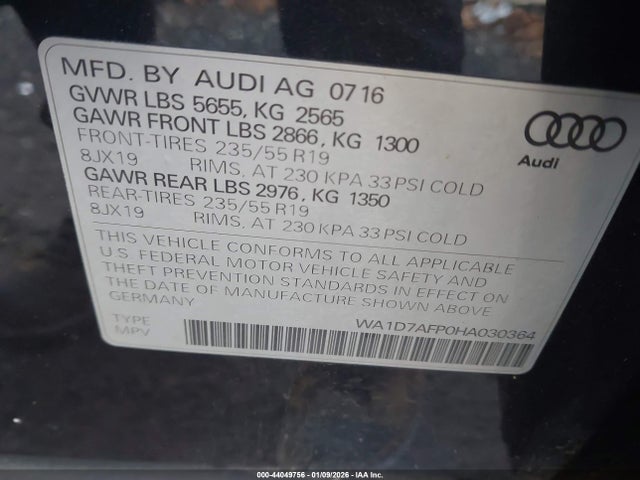 MFD. BY AUDI AG 0716
GVWR LBS 5655, KG 2565
GAWR FRONT LBS 2866, KG 1300
FRONT-TIRES 235/55 R19
8JX19 RIMS, AT 230 KPA 33 PSI COLD
GAWR REAR LBS 2976, KG 1350
REAR-TIRES 235/55 R19
8JX19 RIMS, AT 230 KPA 33 PSI COLD
Audi
THIS VEHICLE CONFORMS TO ALL APPLICABLE
U.S. FEDERAL MOTOR VEHICLE SAFETY AND
THEFT PREVENTION STANDARDS IN EFFECT ON
THE DATE OF MANUFACTURE SHOWN ABOVE
GERMANY
TYPE WA1D7AFP0HA030364
MPV
000-44049756 - 01/09/2026 - IAA Inc.